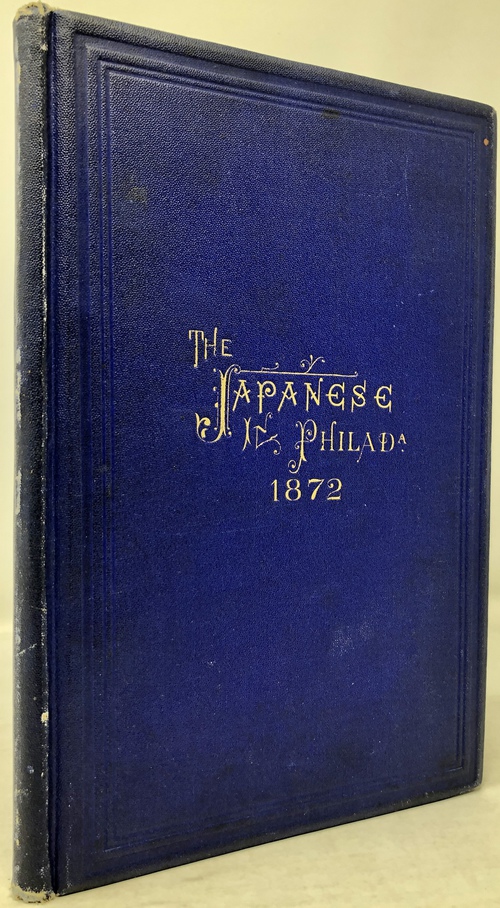 THE
JAPANESE
IN PHILADA
1872